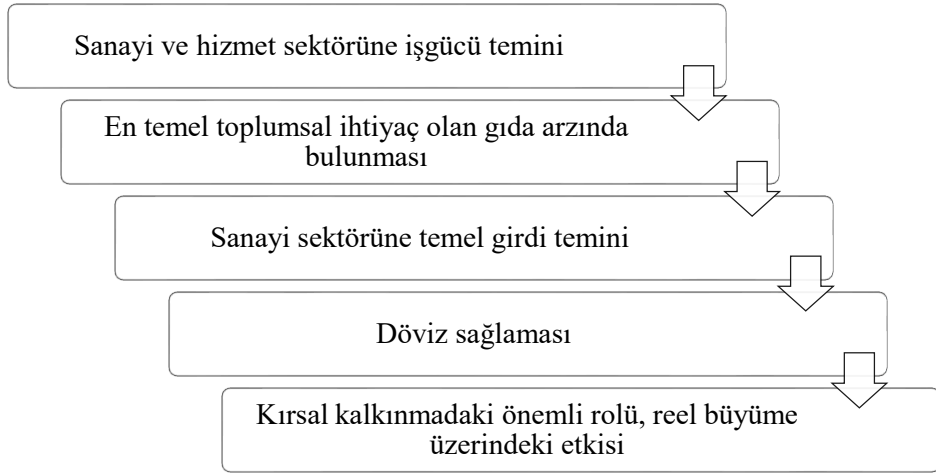 Sanayi ve hizmet sektörüne işgücü temini
En temel toplumsal ihtiyaç olan gıda arzında
bulunması
Sanayi sektörüne temel girdi temini
Döviz sağlaması
Kırsal kalkınmadaki önemli rolü, reel büyüme
üzerindeki etkisi